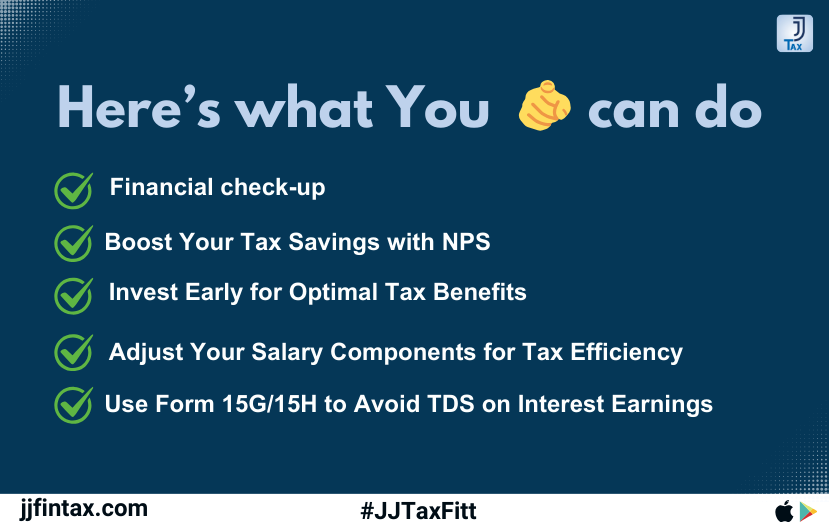 J
TAX
Here's what You 🫵 can do
Financial check-up
Boost Your Tax Savings with NPS
Invest Early for Optimal Tax Benefits
Adjust Your Salary Components for Tax Efficiency
Use Form 15G/15H to Avoid TDS on Interest Earnings
jjfintax.com
#JJTaxFitt